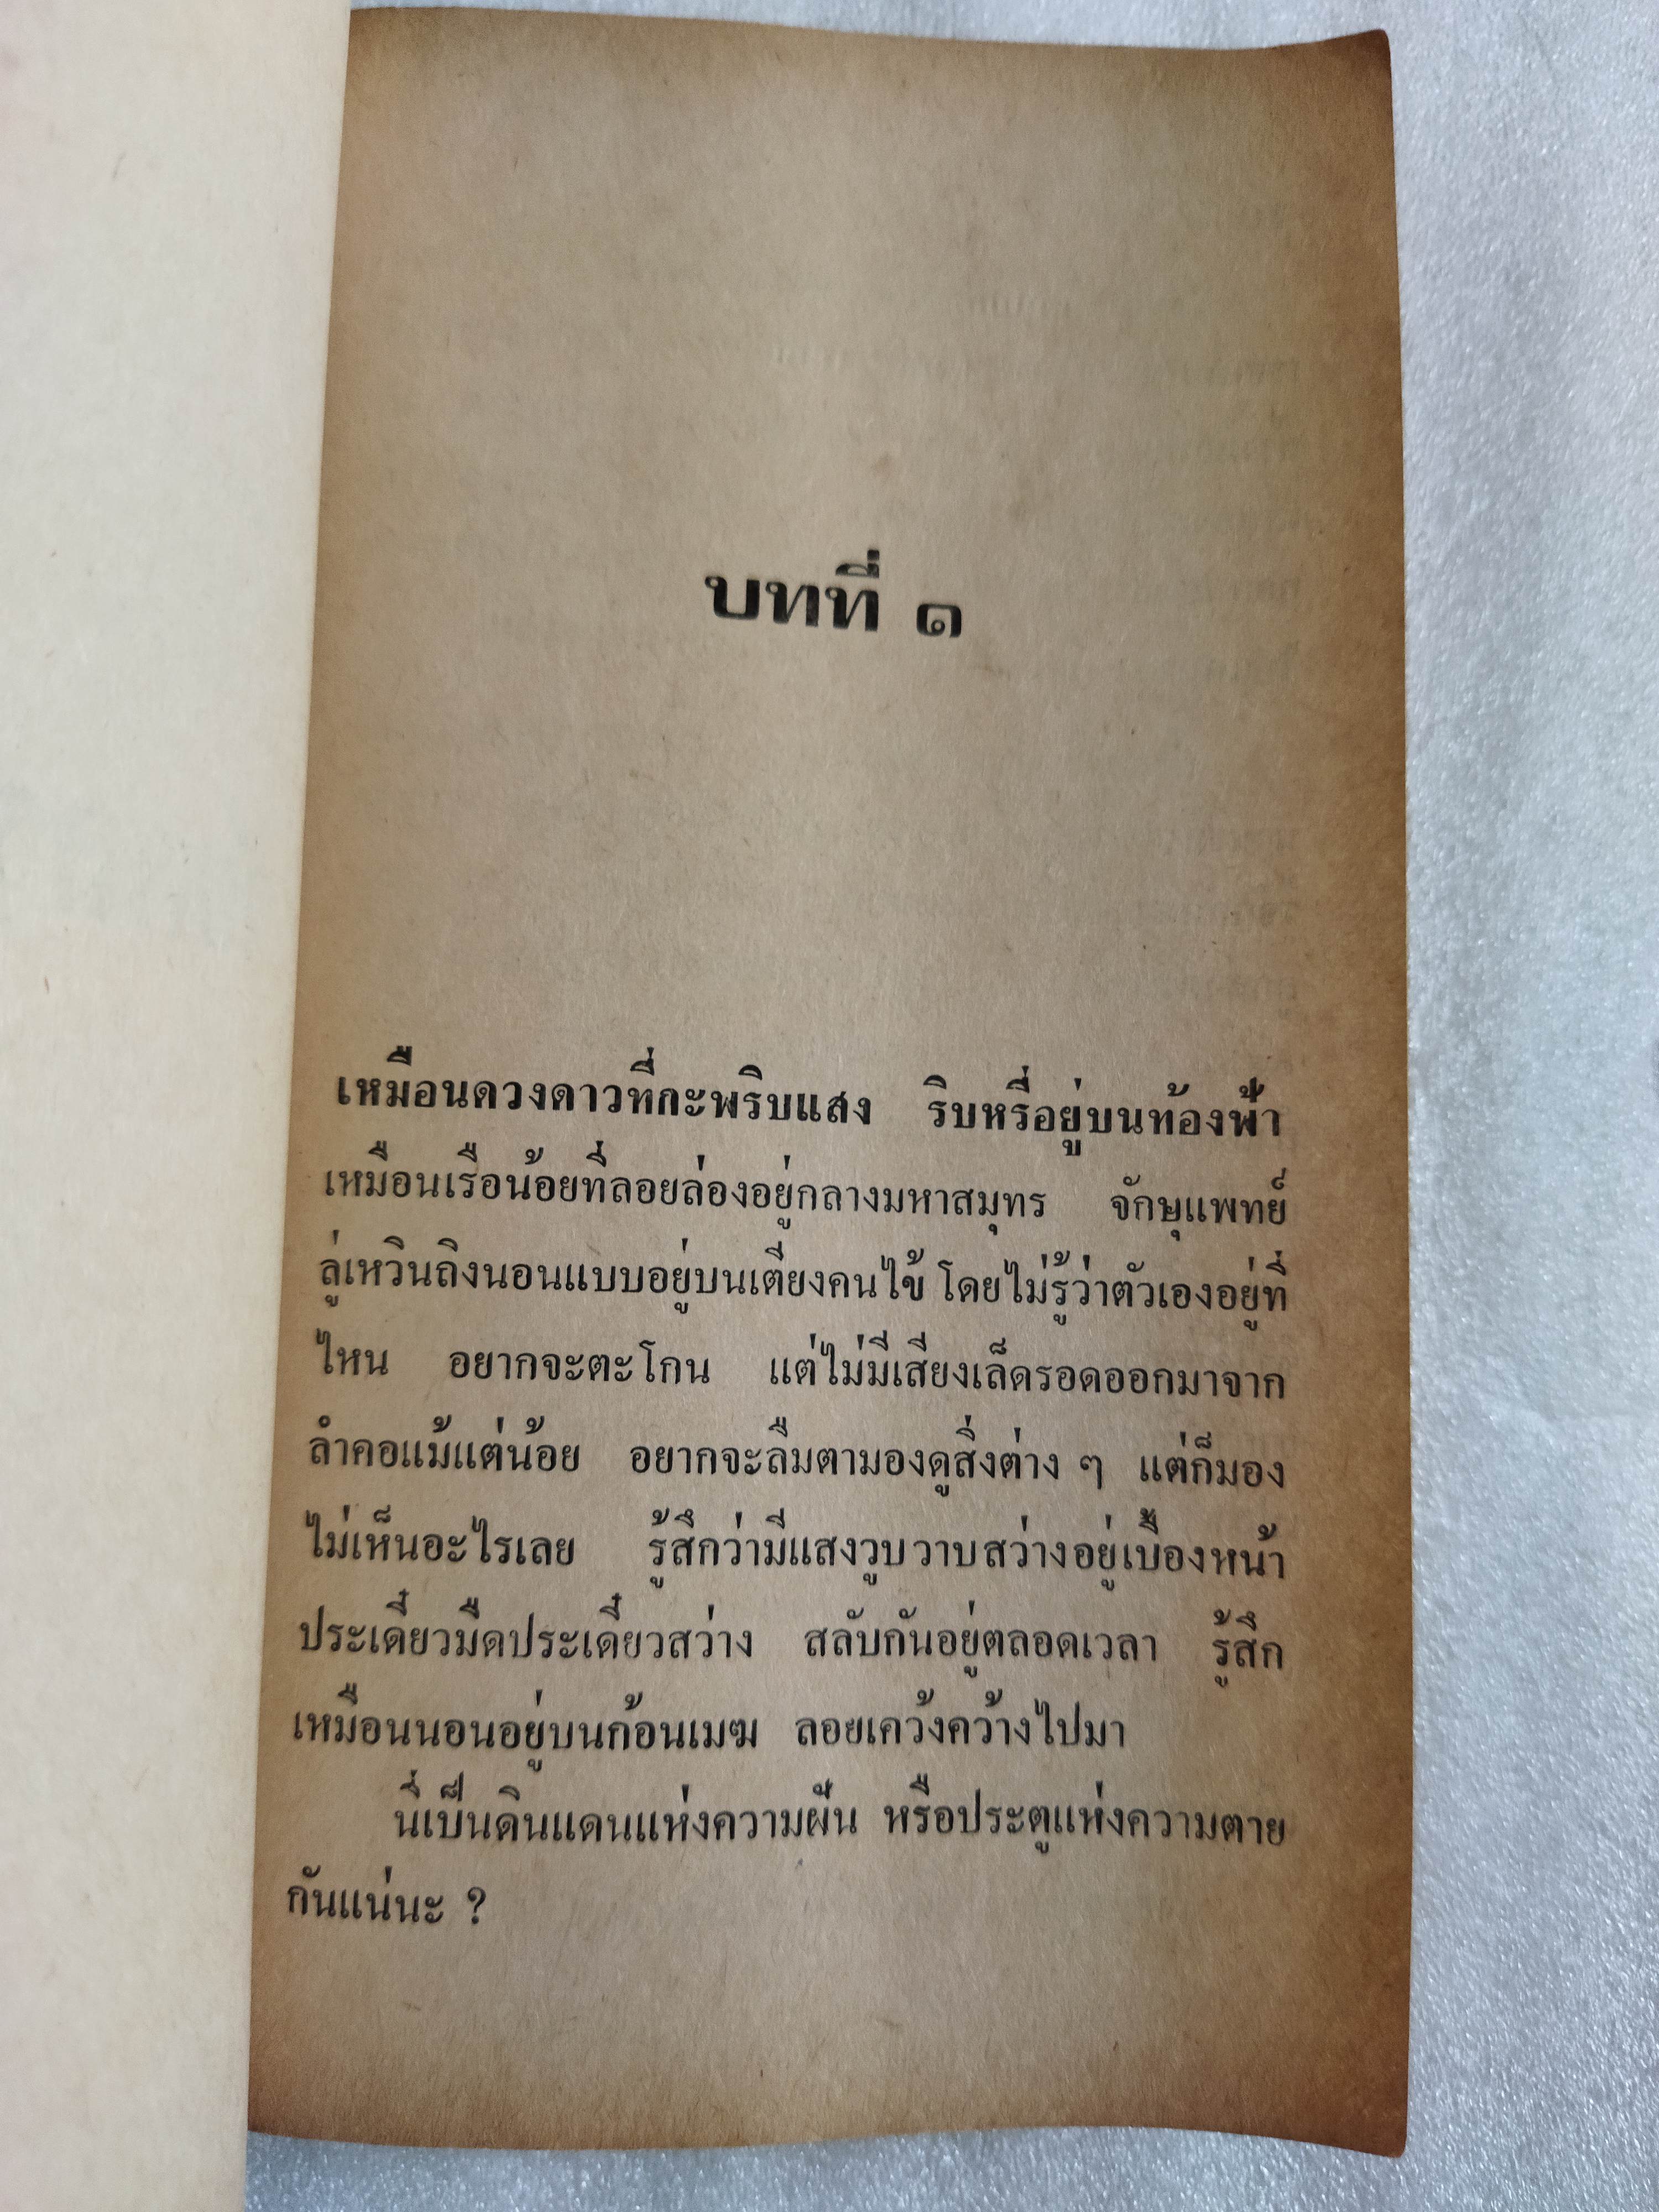 บทที่ ๑
เหมือนดวงดาวที่กะพริบแสง ริบหรี่อยู่บนท้องฟ้า
เหมือนเรือน้อยที่ลอยล่องอยู่กลางมหาสมุทร จักษุแพทย์
ลู่เหวินถิงนอนแบบอยู่บนเตียงคนไข้ โดยไม่รู้ว่าตัวเองอยู่ที่
ไหน อยากจะตะโกน แต่ไม่มีเสียงเล็ดรอดออกมาจาก
ลำคอแม้แต่น้อย อยากจะลืมตามองดูสิ่งต่าง ๆ แต่ก็มอง
ไม่เห็นอะไรเลย รู้สึกว่ามีแสงวูบวาบสว่างอยู่เบื้องหน้า
ประเดี๋ยวมืดประเดี๋ยวสว่าง สลับกันอยู่ตลอดเวลา รู้สึก
เหมือนนอนอยู่บนก้อนเมฆ ลอยเคว้งคว้างไปมา
นี่เป็นดินแดนแห่งความฝัน หรือประตูแห่งความตาย
กันแน่นะ ?